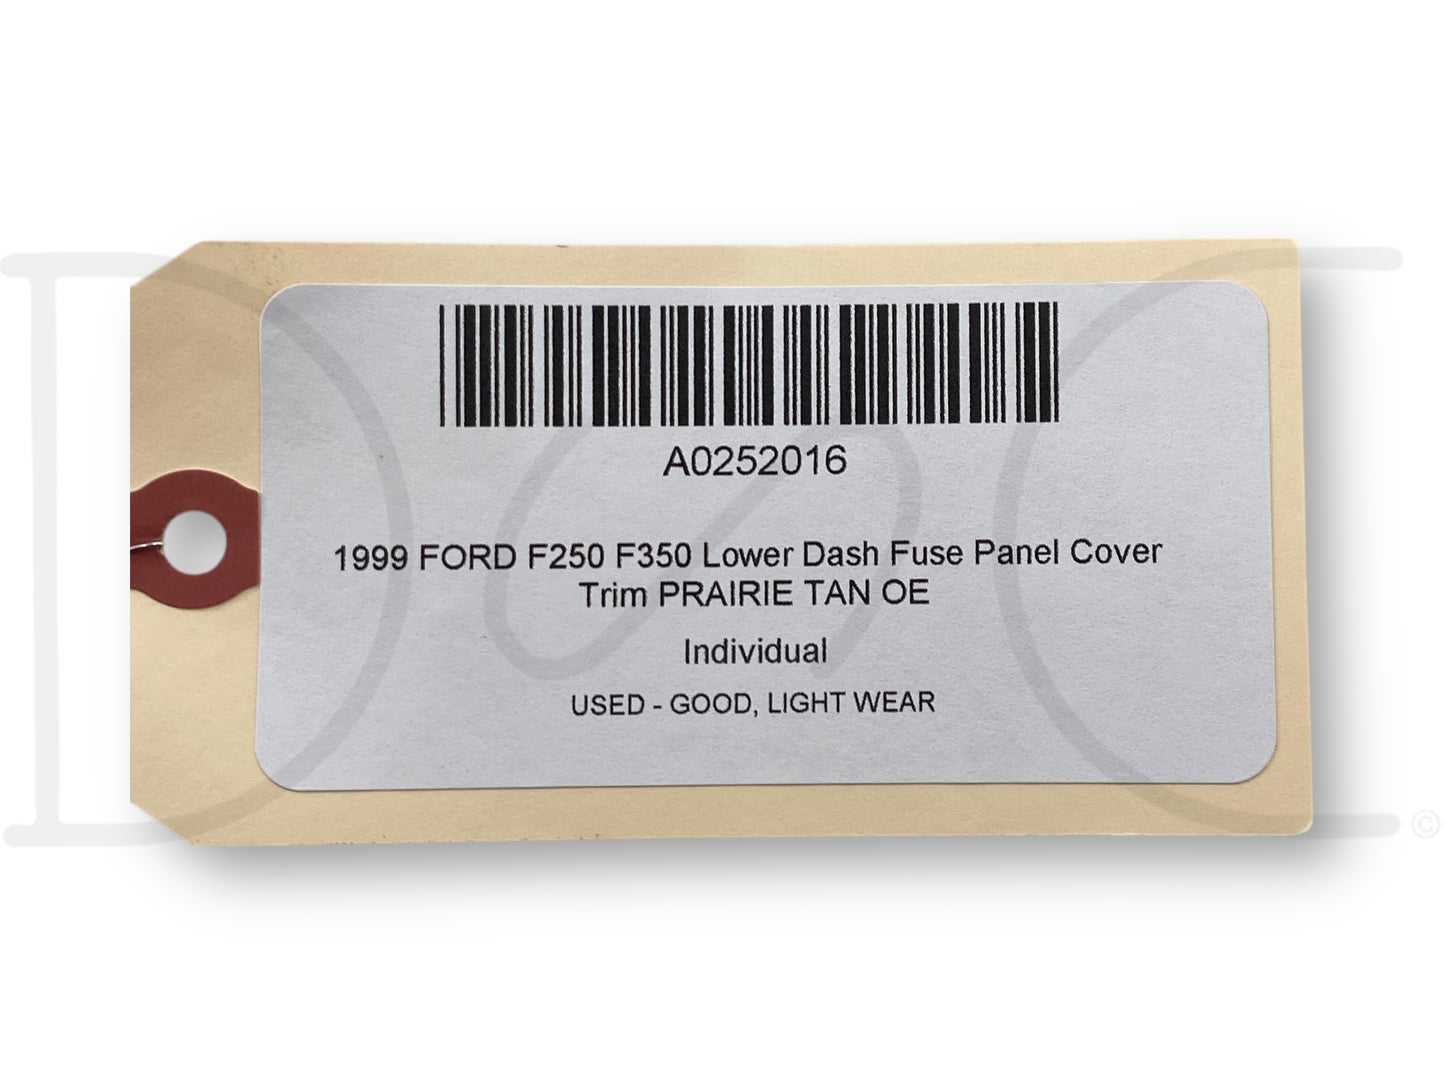 A0252016
1999 FORD F250 F350 Lower Dash Fuse Panel Cover
Trim PRAIRIE TAN OE
Individual
USED - GOOD, LIGHT WEAR
©